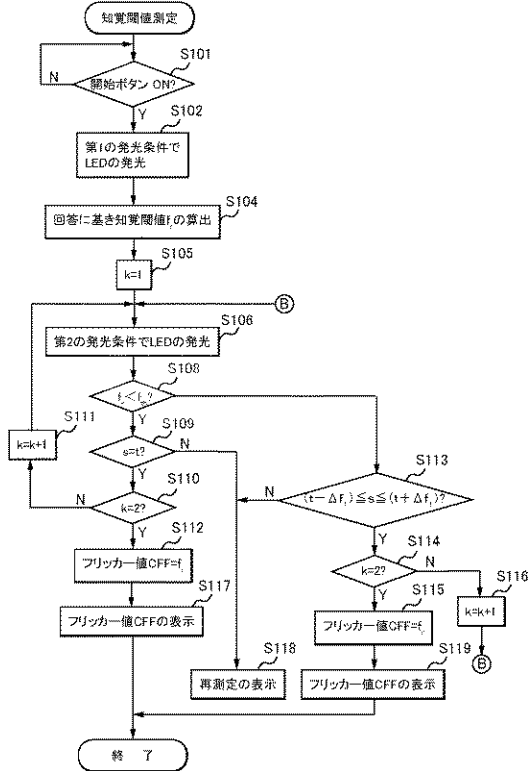 知覚閾値測定
S101
開始ボタン ON?
N
Y
S102
第1の発光条件で
LEDの発光
S104
回答に基き知覚閾値frの算出
S105
k=1
B
S106
第2の発光条件でLEDの発光
S108
Y
S109
s=t?
N
Y
S111
k=k+1
S110
k=2?
N
Y
S112
フリッカー値CFF=fr
S117
フリッカー値CFFの表示
S113
(t－Δfr)≦s≦(t＋Δfr)?
N
Y
S114
k=2?
N
Y
S115
フリッカー値CFF=fr
S116
k=k+1
B
S118
再測定の表示
S119
フリッカー値CFFの表示
終 了